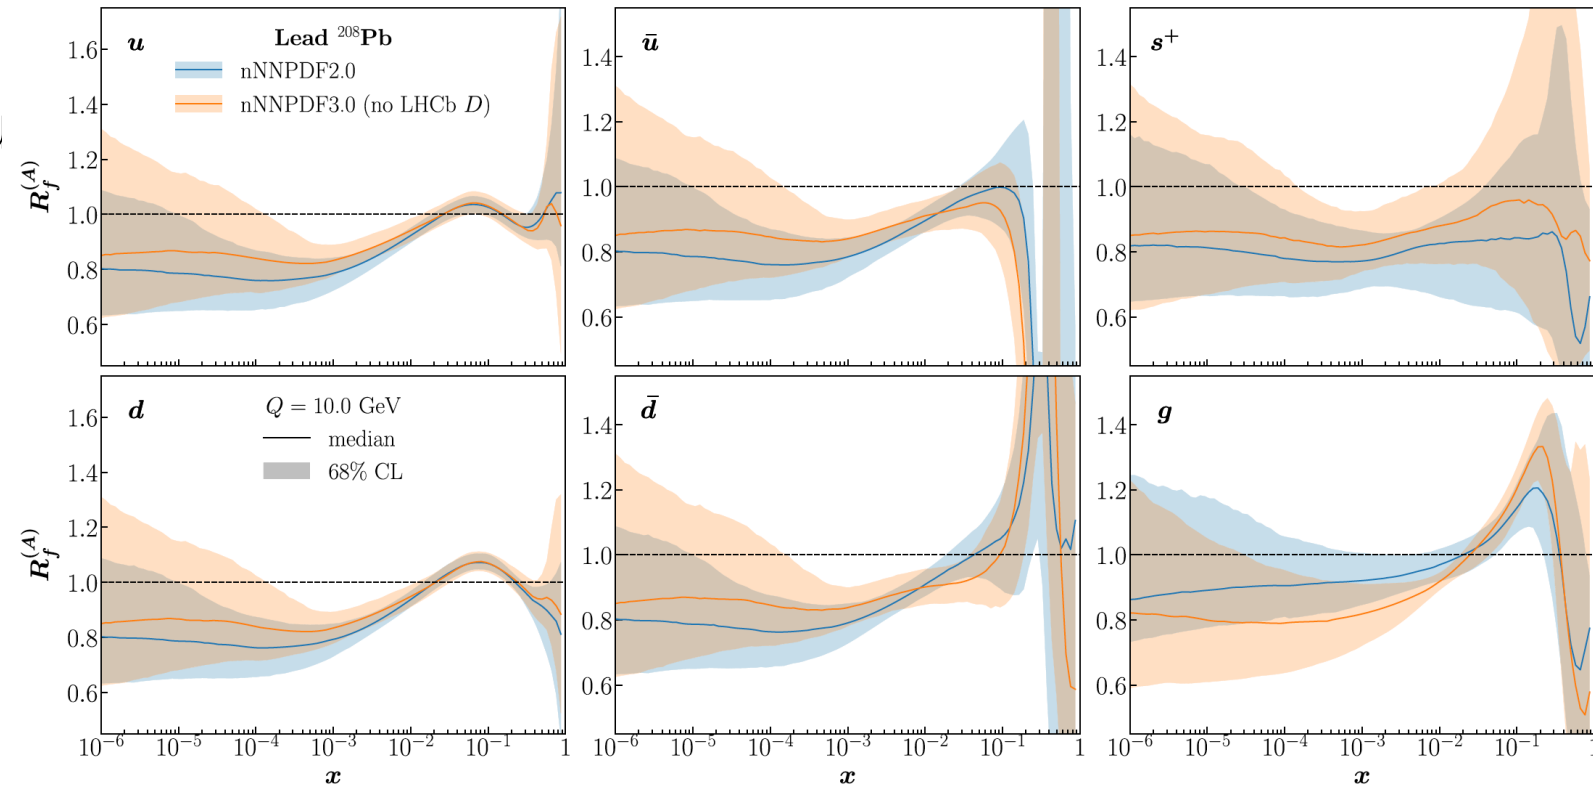 u
Lead ²⁰⁸Pb
nNNPDF2.0
nNNPDF3.0 (no LHCb D)
R_f^(A)
1.6
1.4
1.2
1.0
0.8
0.6
ū
1.4
1.2
1.0
0.8
0.6
s⁺
1.4
1.2
1.0
0.8
0.6
d
Q = 10.0 GeV
median
68% CL
R_f^(A)
1.6
1.4
1.2
1.0
0.8
0.6
10⁻⁶ 10⁻⁵ 10⁻⁴ 10⁻³ 10⁻² 10⁻¹ 1
x
d̄
1.4
1.2
1.0
0.8
0.6
10⁻⁶ 10⁻⁵ 10⁻⁴ 10⁻³ 10⁻² 10⁻¹ 1
x
g
1.4
1.2
1.0
0.8
0.6
10⁻⁶ 10⁻⁵ 10⁻⁴ 10⁻³ 10⁻² 10⁻¹
x